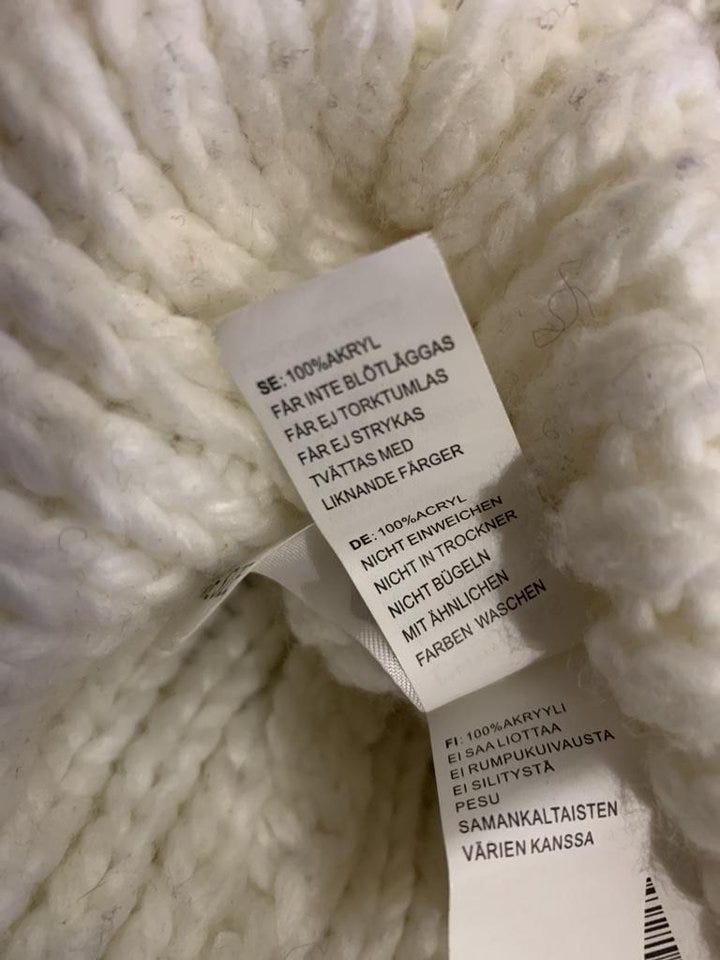 SE: 100%AKRYL
FÅR INTE BLÖTLÄGGAS
FÅR EJ TORKTUMLAS
FÅR EJ STRYKAS
TVÄTTAS MED
LIKNANDE FÄRGER
DE: 100%ACRYL
NICHT EINWEICHEN
NICHT IN TROCKNER
NICHT BÜGELN
MIT ÄHNLICHEN
FARBEN WASCHEN
FI: 100%AKRYYLI
EI SAA LIOTTAA
EI RUMPUKUIVAUSTA
EI SILITYSTÄ
PESU
SAMANKALTAISTEN
VÄRIEN KANSSA